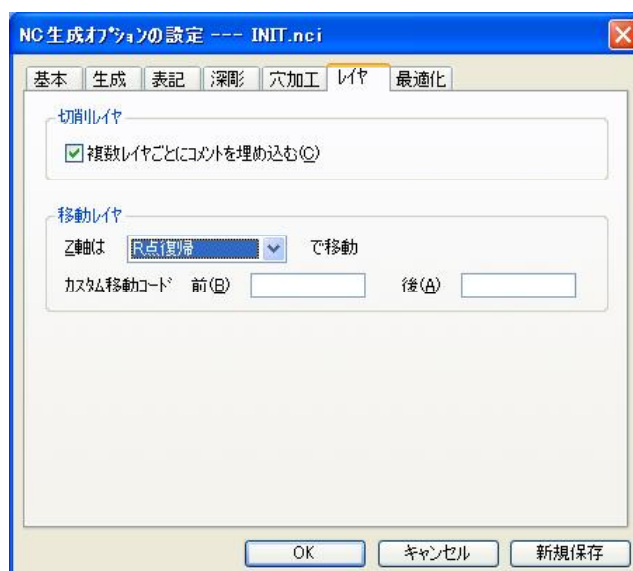 NC生成ｵﾌﾟｼｮﾝの設定 --- INIT.nci
基本 生成 表記 深彫 穴加工 ﾚｲﾔ 最適化
切削ﾚｲﾔ
複数ﾚｲﾔごとにｺﾒﾝﾄを埋め込む(C)
移動ﾚｲﾔ
Z軸は R点復帰 で移動
ｶｽﾀﾑ移動ｺｰﾄﾞ 前(B) 後(A)
OK ｷｬﾝｾﾙ 新規保存